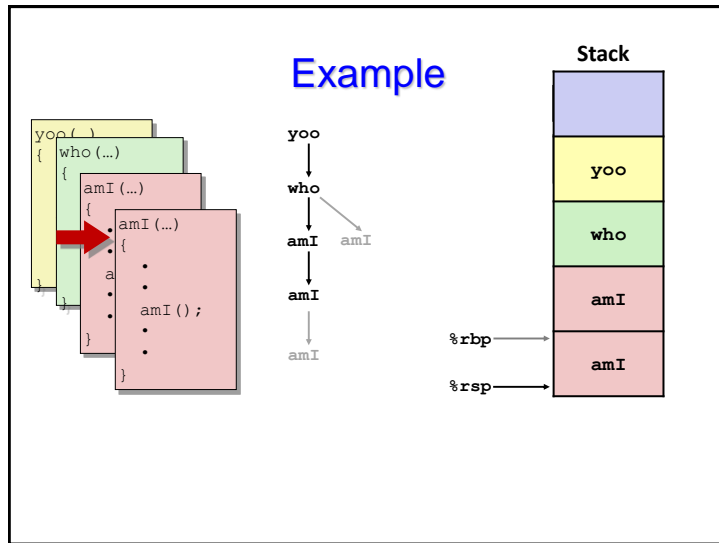 Example
Stack
yoo(…)
{
}
who(…)
{
}
amI(…)
{
•
•
a
•
•
}
amI(…)
{
•
•
amI();
•
•
}
yoo
who
amI amI
amI
amI
yoo
who
amI
%rbp
amI
%rsp